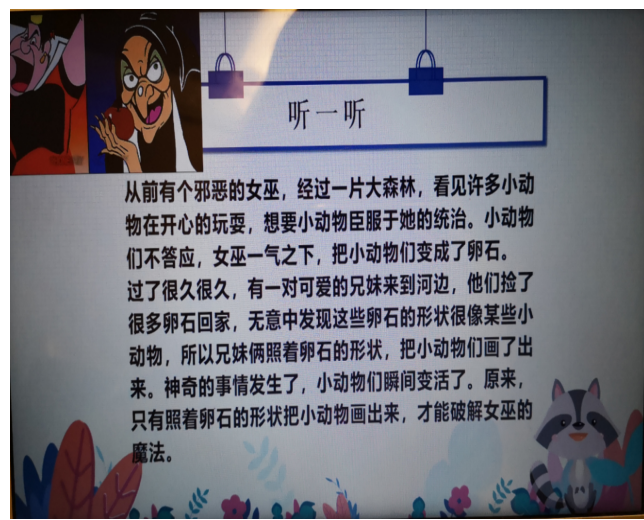 听一听
从前有个邪恶的女巫，经过一片大森林，看见许多小动
物在开心的玩耍，想要小动物臣服于她的统治。小动物
们不答应，女巫一气之下，把小动物们变成了卵石。
过了很久很久，有一对可爱的兄妹来到河边，他们捡了
很多卵石回家，无意中发现这些卵石的形状很像某些小
动物，所以兄妹俩照着卵石的形状，把小动物们画了出
来。神奇的事情发生了，小动物们瞬间变活了。原来，
只有照着卵石的形状把小动物画出来，才能破解女巫的
魔法。